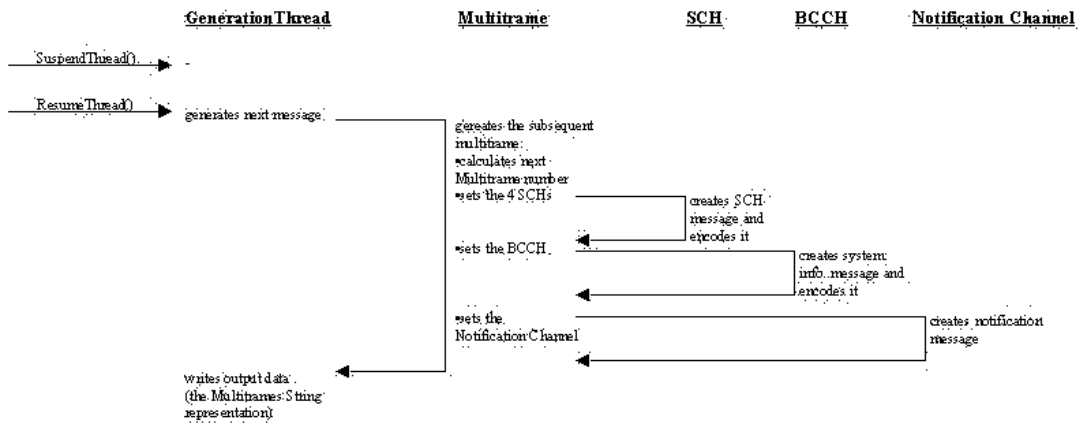 GenerationThread Multiframe SCH BCCH Notification Channel
SuspendThread()
-
ResumeThread()
generates next message
gereates the subsequent
multiframe:
•calculates next
Multiframe number
•sets the 4 SCHs
creates SCH
message and
encodes it
•sets the BCCH
creates system
info. message and
encodes it
•sets the
Notification Channel
creates notification
message
writes output data
(the Multiframes String
representation)